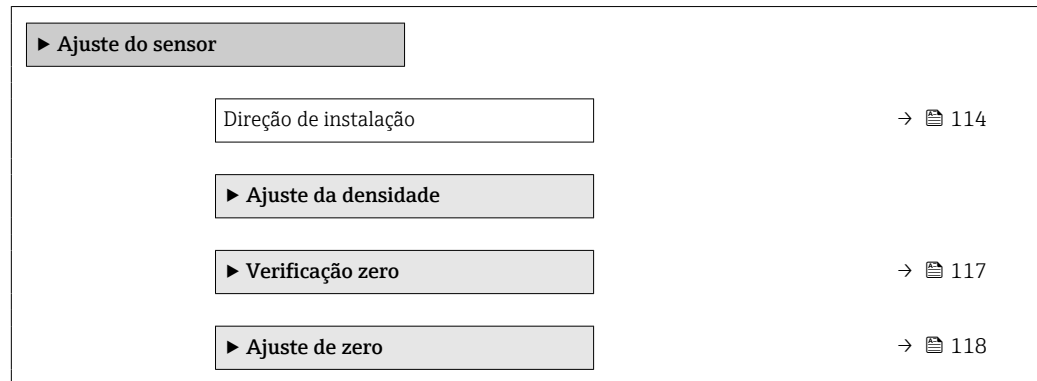 ▶ Ajuste do sensor
Direção de instalação → 114
▶ Ajuste da densidade
▶ Verificação zero → 117
▶ Ajuste de zero → 118